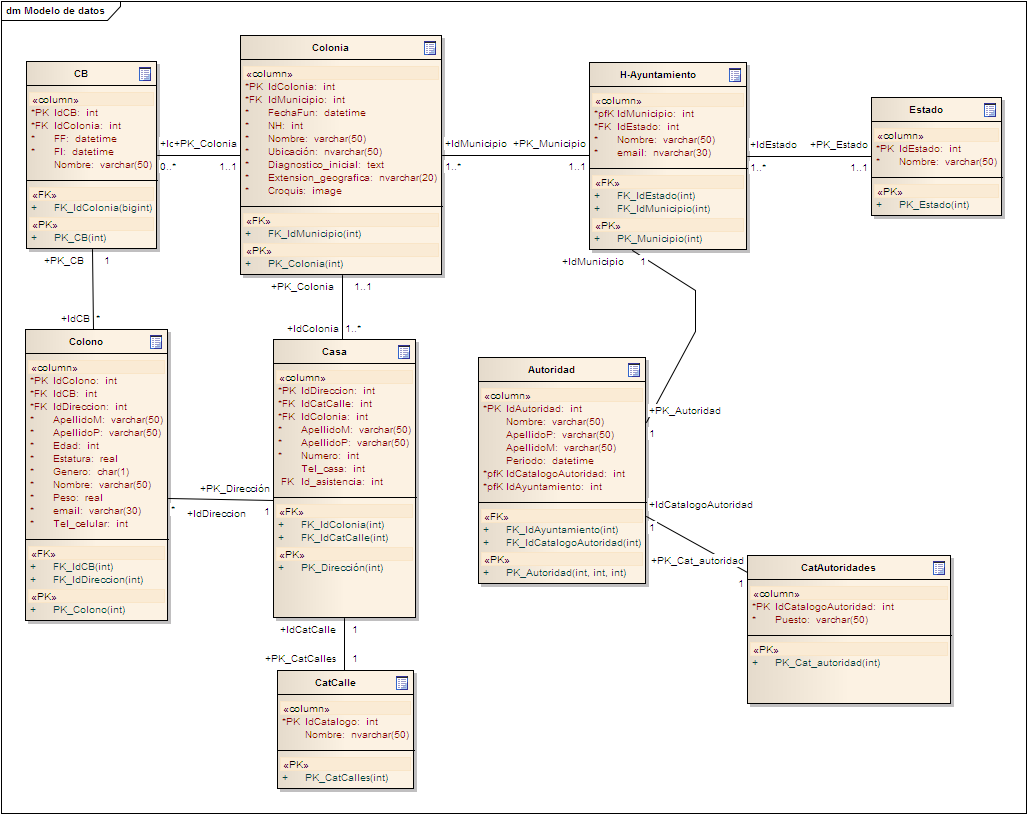 dm Modelo de datos
CB
«column»
*PK IdCB: int
*FK IdColonia: int
* FF: datetime
* FI: datetime
Nombre: varchar(50)
«FK»
+ FK_IdColonia(bigint)
«PK»
+ PK_CB(int)
+Ic+PK_Colonia
0..* 1..1
Colonia
«column»
*PK IdColonia: int
*FK IdMunicipio: int
* FechaFun: datetime
* NH: int
* Nombre: varchar(50)
* Ubicación: nvarchar(50)
* Diagnostico_inicial: text
* Extension_geografica: nvarchar(20)
* Croquis: image
«FK»
+ FK_IdMunicipio(int)
«PK»
+ PK_Colonia(int)
+IdMunicipio +PK_Municipio
1..* 1..1
H-Ayuntamiento
«column»
*pfK IdMunicipio: int
*FK IdEstado: int
* Nombre: varchar(50)
* email: nvarchar(30)
«FK»
+ FK_IdEstado(int)
+ FK_IdMunicipio(int)
«PK»
+ PK_Municipio(int)
+IdEstado +PK_Estado
1..* 1..1
Estado
«column»
*PK IdEstado: int
* Nombre: varchar(50)
«PK»
+ PK_Estado(int)
+PK_CB 1
+IdCB *
+PK_Colonia 1..1
+IdColonia 1..*
+IdMunicipio 1
Colono
«column»
*PK IdColono: int
*FK IdCB: int
*FK IdDireccion: int
* ApellidoM: varchar(50)
* ApellidoP: varchar(50)
* Edad: int
* Estatura: real
* Genero: char(1)
* Nombre: varchar(50)
* Peso: real
* email: varchar(30)
* Tel_celular: int
«FK»
+ FK_IdCB(int)
+ FK_IdDireccion(int)
«PK»
+ PK_Colono(int)
+PK_Dirección
* +IdDireccion 1
Casa
«column»
*PK IdDireccion: int
*FK IdCatCalle: int
*FK IdColonia: int
* ApellidoM: varchar(50)
* ApellidoP: varchar(50)
* Numero: int
Tel_casa: int
FK Id_asistencia: int
«FK»
+ FK_IdColonia(int)
+ FK_IdCatCalle(int)
«PK»
+ PK_Dirección(int)
Autoridad
«column»
*PK IdAutoridad: int
Nombre: varchar(50)
ApellidoP: varchar(50)
ApellidoM: varchar(50)
Periodo: datetime
*pfK IdCatalogoAutoridad: int
*pfK IdAyuntamiento: int
«FK»
+ FK_IdAyuntamiento(int)
+ FK_IdCatalogoAutoridad(int)
«PK»
+ PK_Autoridad(int, int, int)
+PK_Autoridad
1
+IdCatalogoAutoridad
1
+PK_Cat_autoridad
1
CatAutoridades
«column»
*PK IdCatalogoAutoridad: int
* Puesto: varchar(50)
«PK»
+ PK_Cat_autoridad(int)
+IdCatCalle 1
+PK_CatCalles 1
CatCalle
«column»
*PK IdCatalogo: int
Nombre: nvarchar(50)
«PK»
+ PK_CatCalles(int)